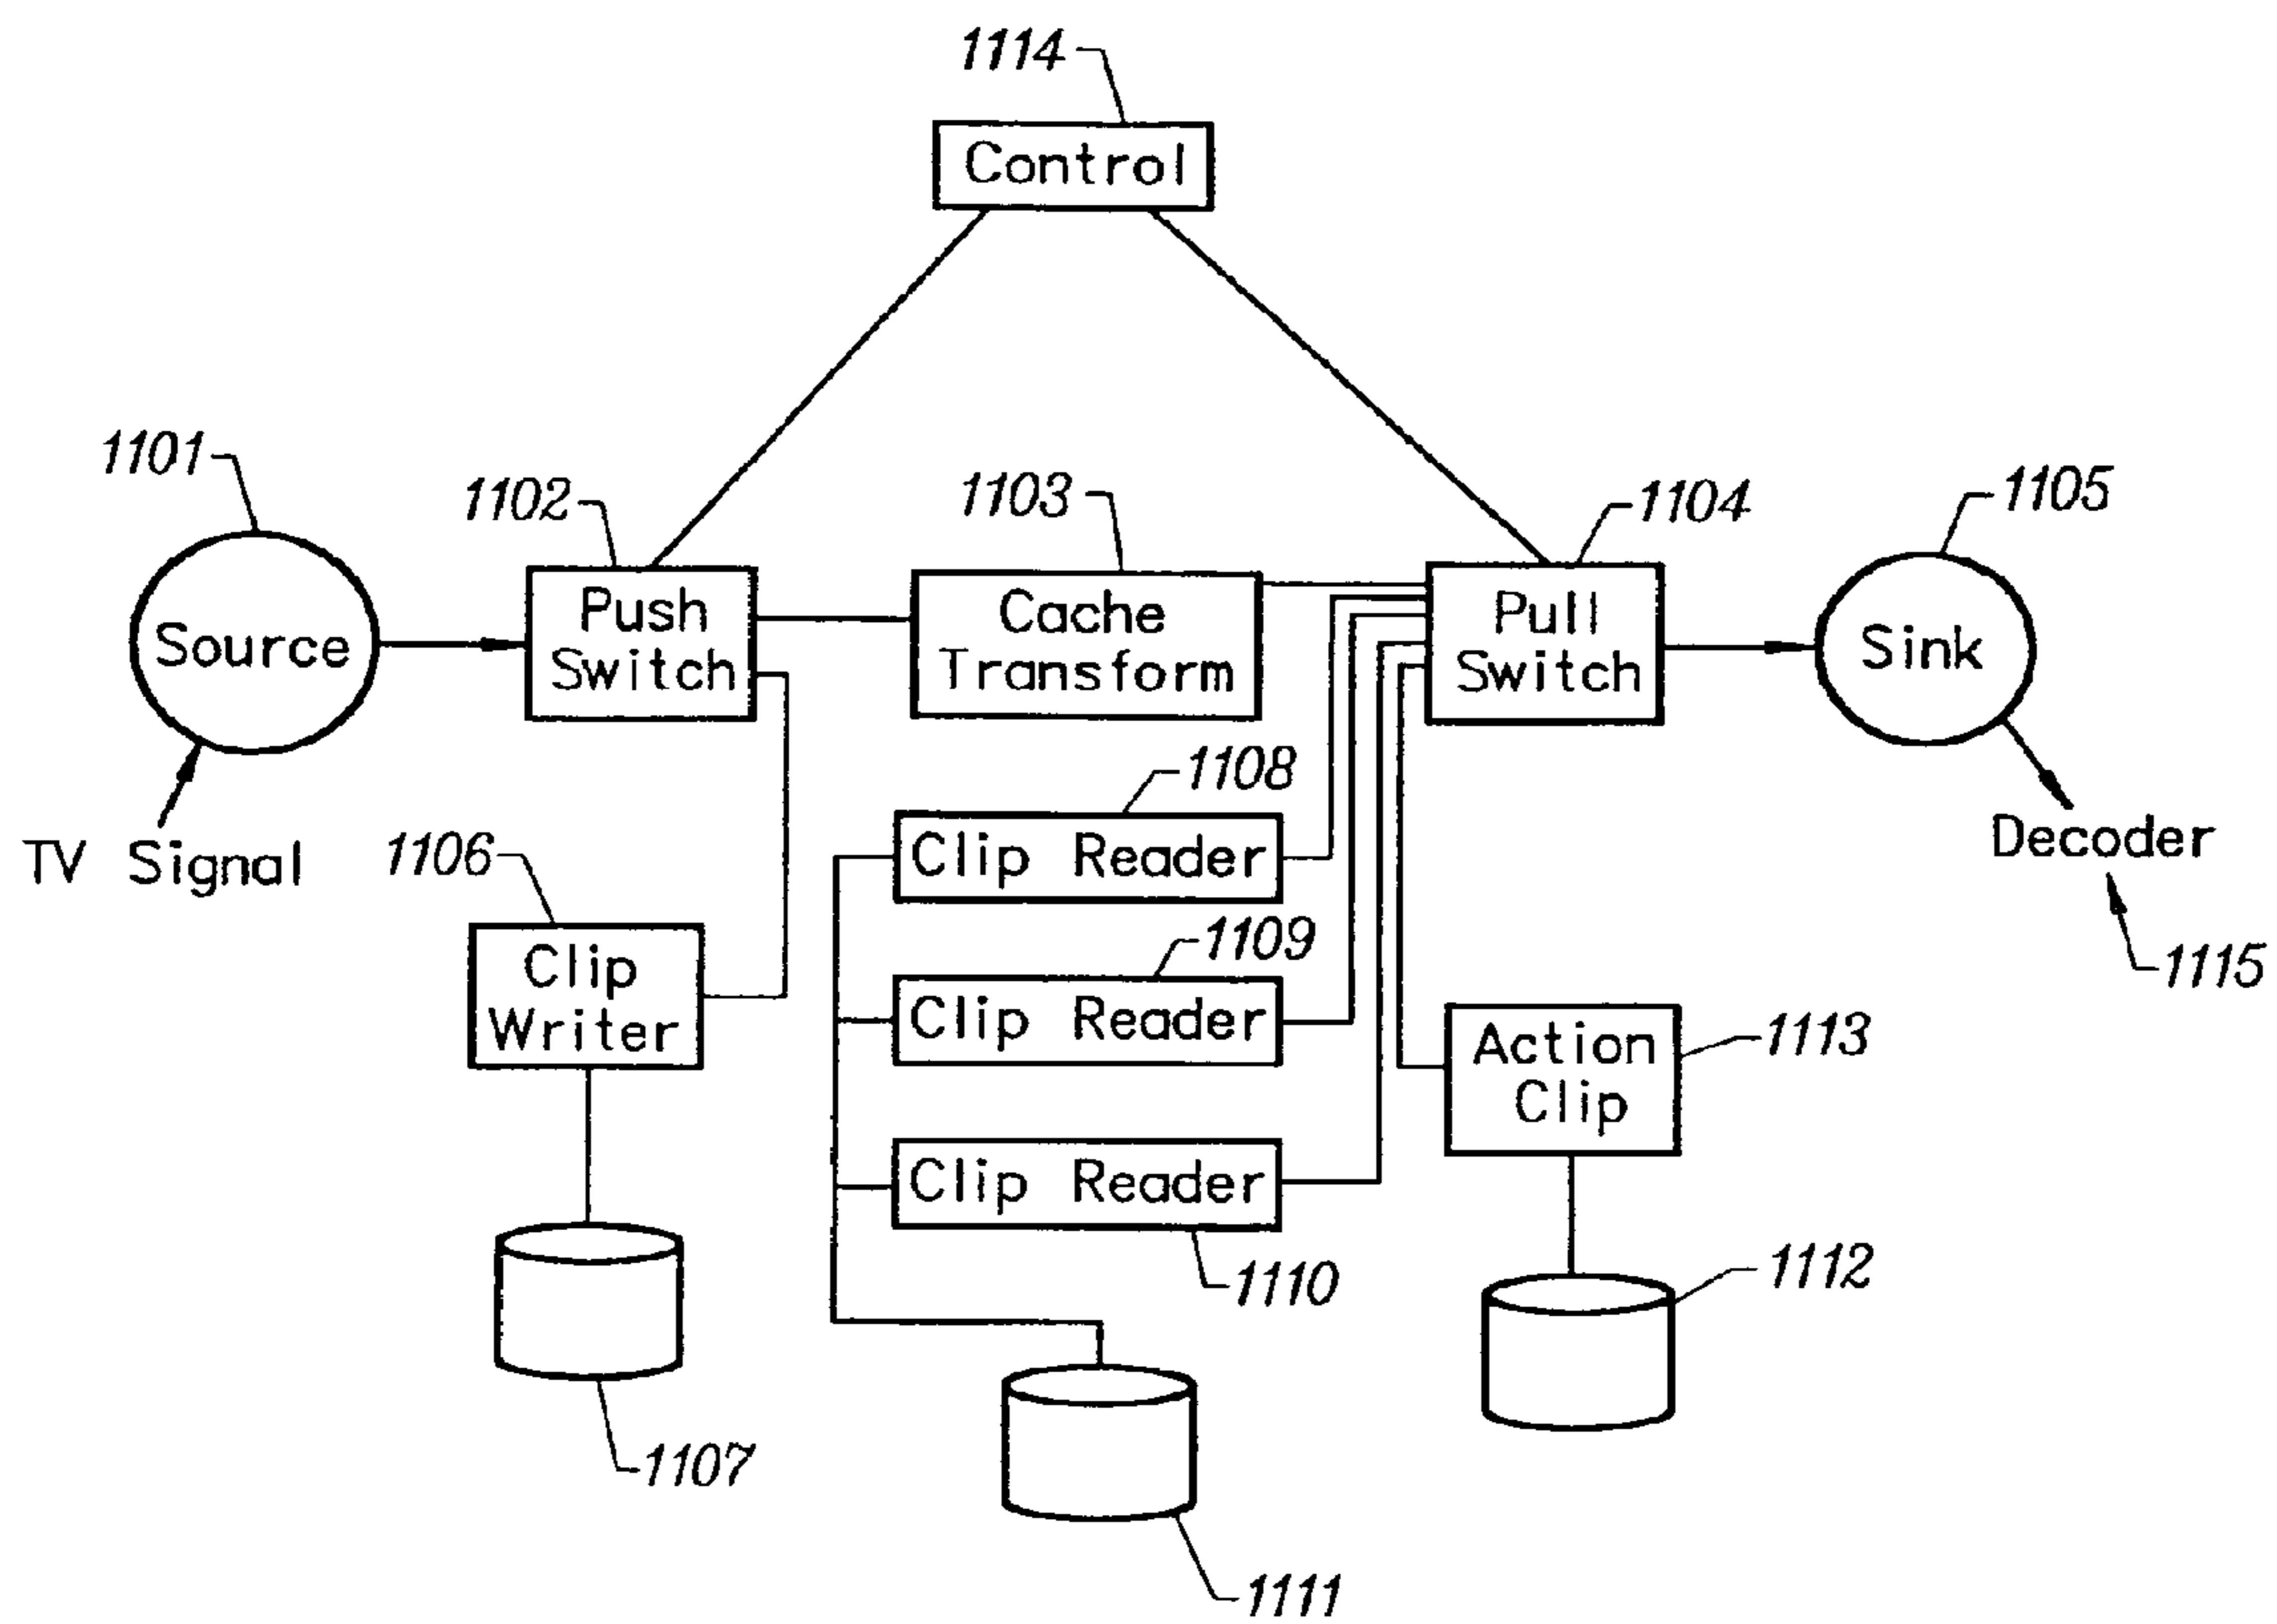 1114
Control
1101
1102
1103
1104
1105
Source
Push
Switch
Cache
Transform
Pull
Switch
Sink
TV Signal
Decoder
1115
1106
Clip
Writer
1108
Clip Reader
1109
Clip Reader
Clip Reader
1110
Action
Clip
1113
1107
1111
1112